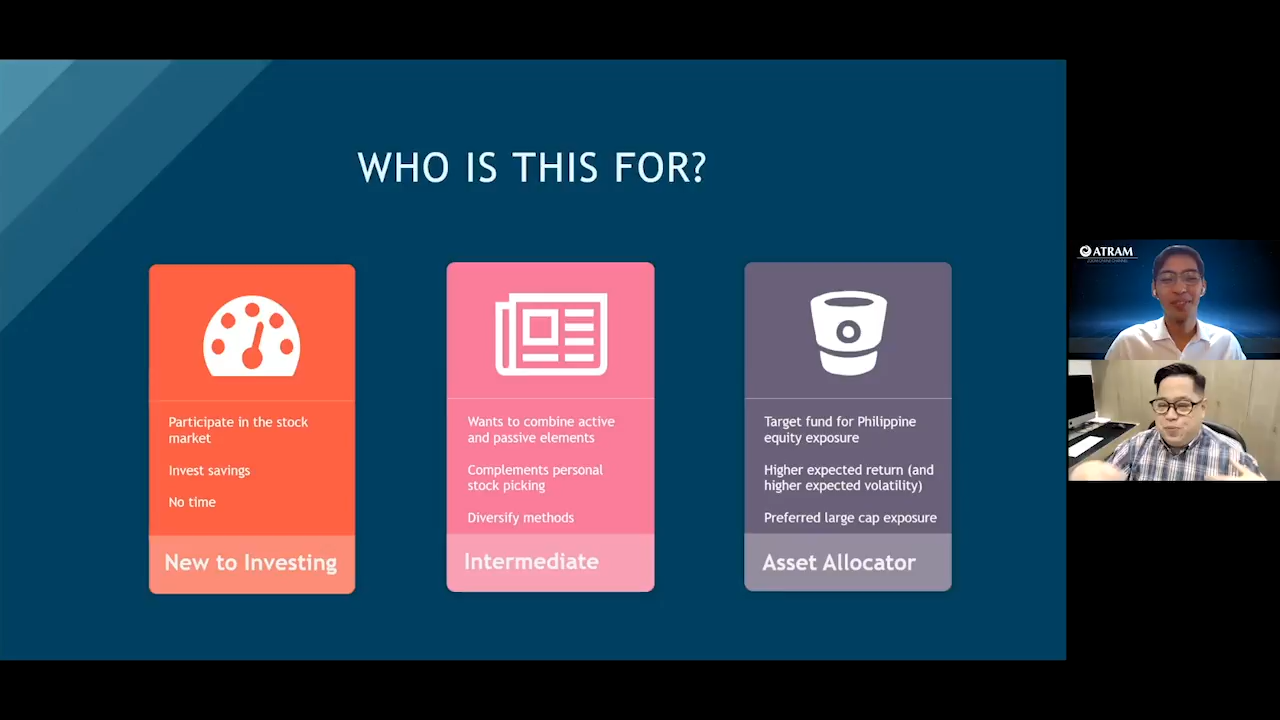 WHO IS THIS FOR?
Participate in the stock
market
Invest savings
No time
New to Investing
Wants to combine active
and passive elements
Complements personal
stock picking
Diversify methods
Intermediate
Target fund for Philippine
equity exposure
Higher expected return (and
higher expected volatility)
Preferred large cap exposure
Asset Allocator
ATRAM